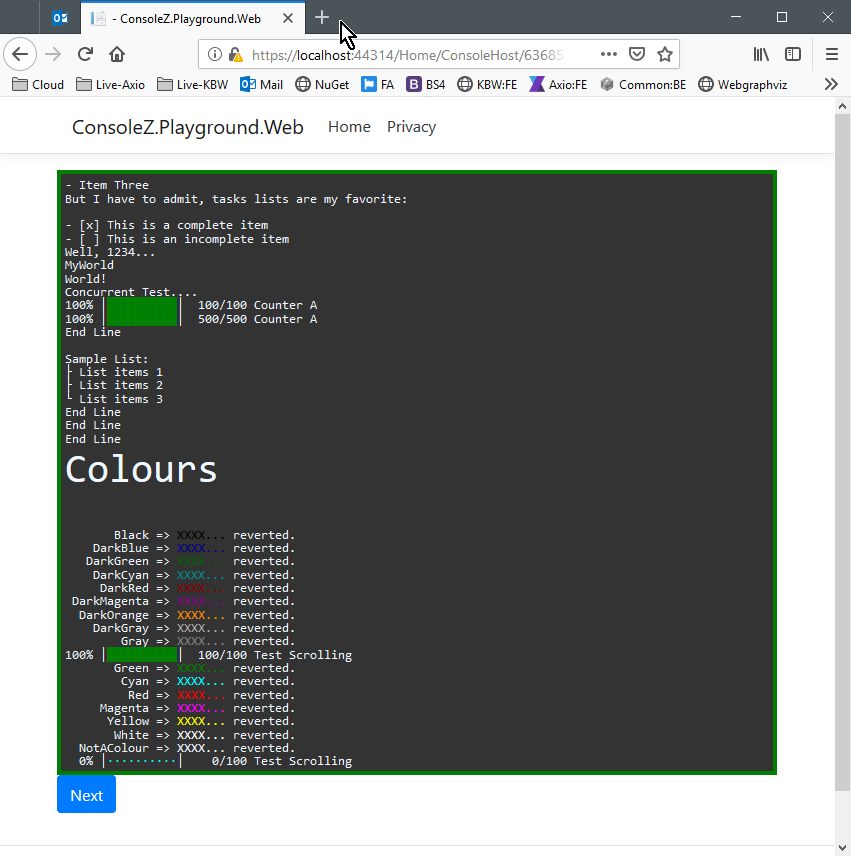 - ConsoleZ.Playground.Web
https://localhost:44314/Home/ConsoleHost/63685
Cloud Live-Axio Live-KBW Mail NuGet FA BS4 KBW:FE Axio:FE Common:BE Webgraphviz
ConsoleZ.Playground.Web Home Privacy
- Item Three
But I have to admit, tasks lists are my favorite:
- [x] This is a complete item
- [ ] This is an incomplete item
Well, 1234...
MyWorld
World!
Concurrent Test....
100% | | 100/100 Counter A
100% | | 500/500 Counter A
End Line
Sample List:
├ List items 1
├ List items 2
└ List items 3
End Line
End Line
End Line
Colours
Black => XXXX... reverted.
DarkBlue => XXXX... reverted.
DarkGreen => XXXX... reverted.
DarkCyan => XXXX... reverted.
DarkRed => XXXX... reverted.
DarkMagenta => XXXX... reverted.
DarkOrange => XXXX... reverted.
DarkGray => XXXX... reverted.
Gray => XXXX... reverted.
100% | | 100/100 Test Scrolling
Green => XXXX... reverted.
Cyan => XXXX... reverted.
Red => XXXX... reverted.
Magenta => XXXX... reverted.
Yellow => XXXX... reverted.
White => XXXX... reverted.
NotAColour => XXXX... reverted.
0% |··········| 0/100 Test Scrolling
Next